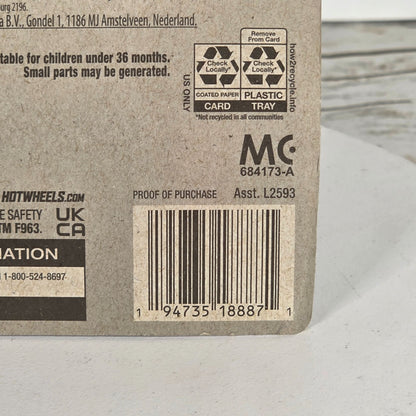 burg 2196.
a B.V., Gondel 1, 1186 MJ Amstelveen, Nederland.
table for children under 36 months.
Small parts may be generated.
US ONLY
Check Locally*
COATED PAPER
CARD
Remove From Card
Check Locally*
PLASTIC
TRAY
*Not recycled in all communities
how2recycle.info
MC
684173-A
HOTWHEELS.COM
E SAFETY
TM F963.
UK
CA
PROOF OF PURCHASE Asst. L2593
MATION
1-800-524-8697
1 94735 18887 1